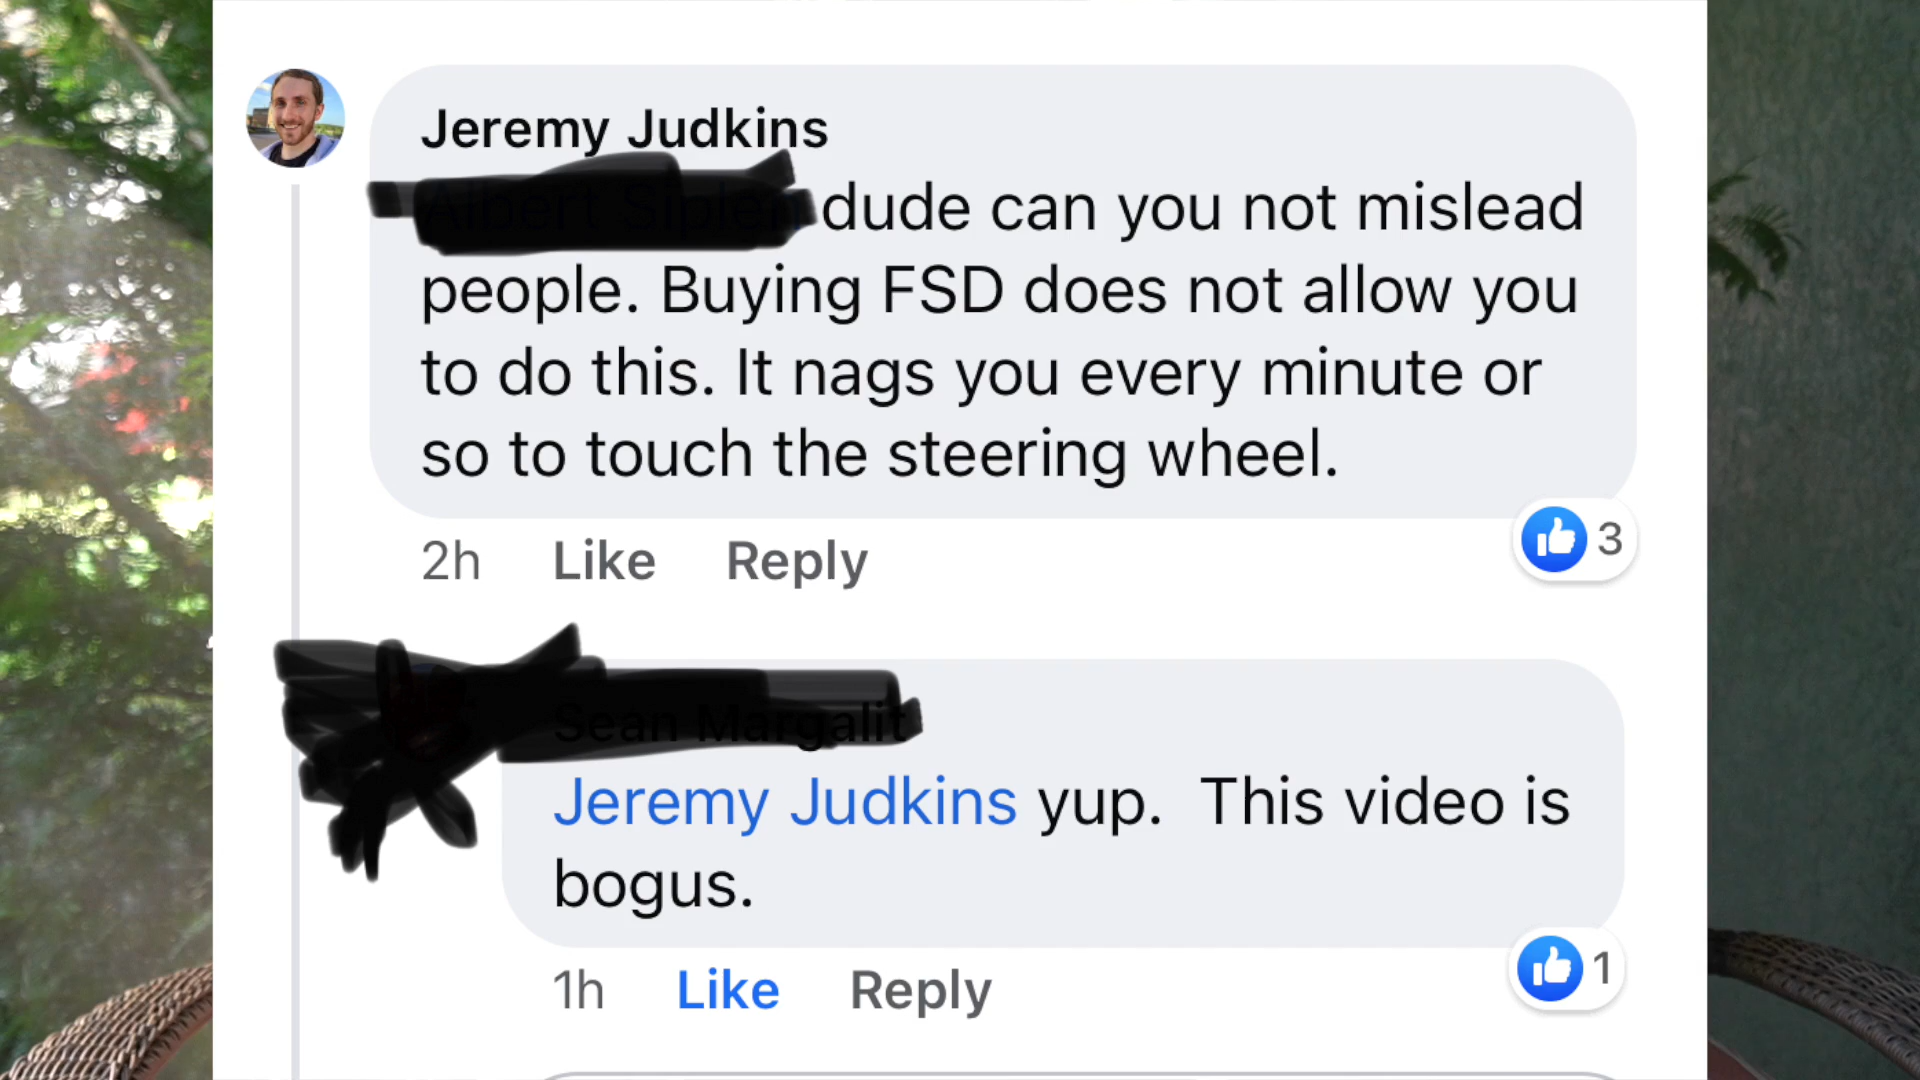 Jeremy Judkins
dude can you not mislead
people. Buying FSD does not allow you
to do this. It nags you every minute or
so to touch the steering wheel.
2h Like Reply
3
Jeremy Judkins yup. This video is
bogus.
1h Like Reply
1